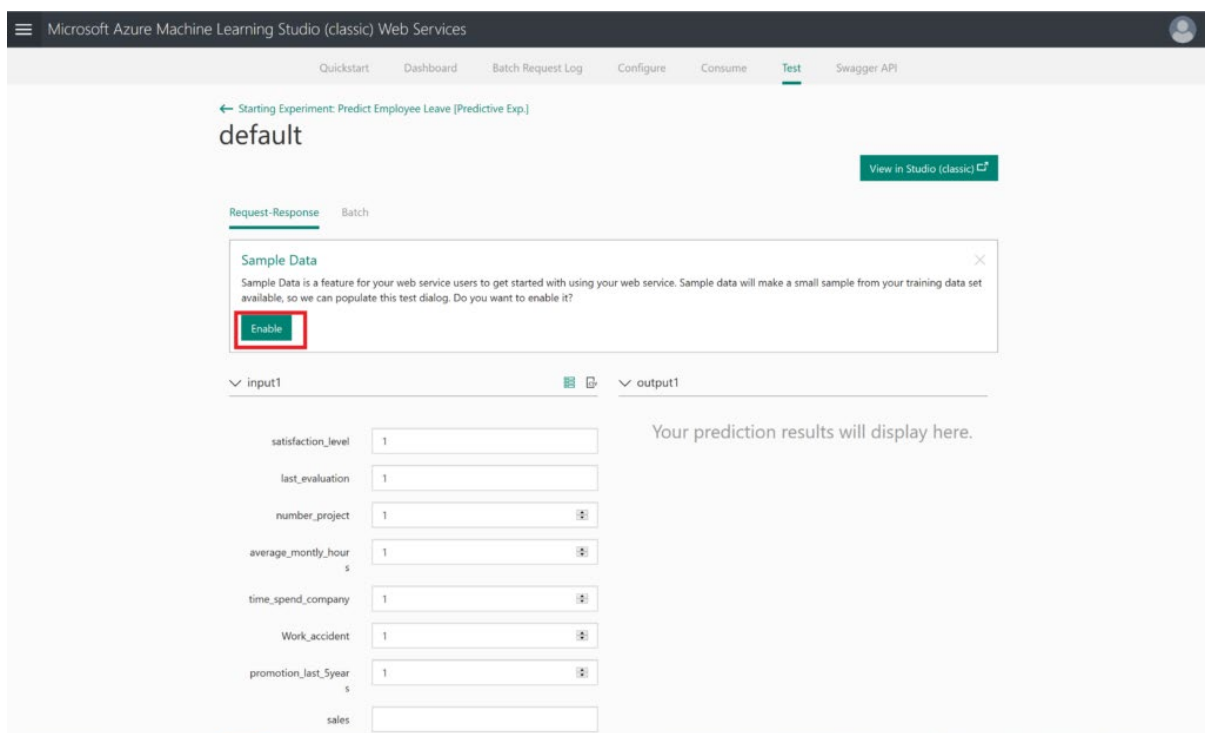 Microsoft Azure Machine Learning Studio (classic) Web Services
Quickstart Dashboard Batch Request Log Configure Consume Test Swagger API
← Starting Experiment: Predict Employee Leave [Predictive Exp.]
default
View in Studio (classic)
Request-Response Batch
Sample Data
Sample Data is a feature for your web service users to get started with using your web service. Sample data will make a small sample from your training data set
available, so we can populate this test dialog. Do you want to enable it?
Enable
input1 output1
Your prediction results will display here.
satisfaction_level 1
last_evaluation 1
number_project 1
average_montly_hour 1
s
time_spend_company 1
Work_accident 1
promotion_last_5year 1
s
sales